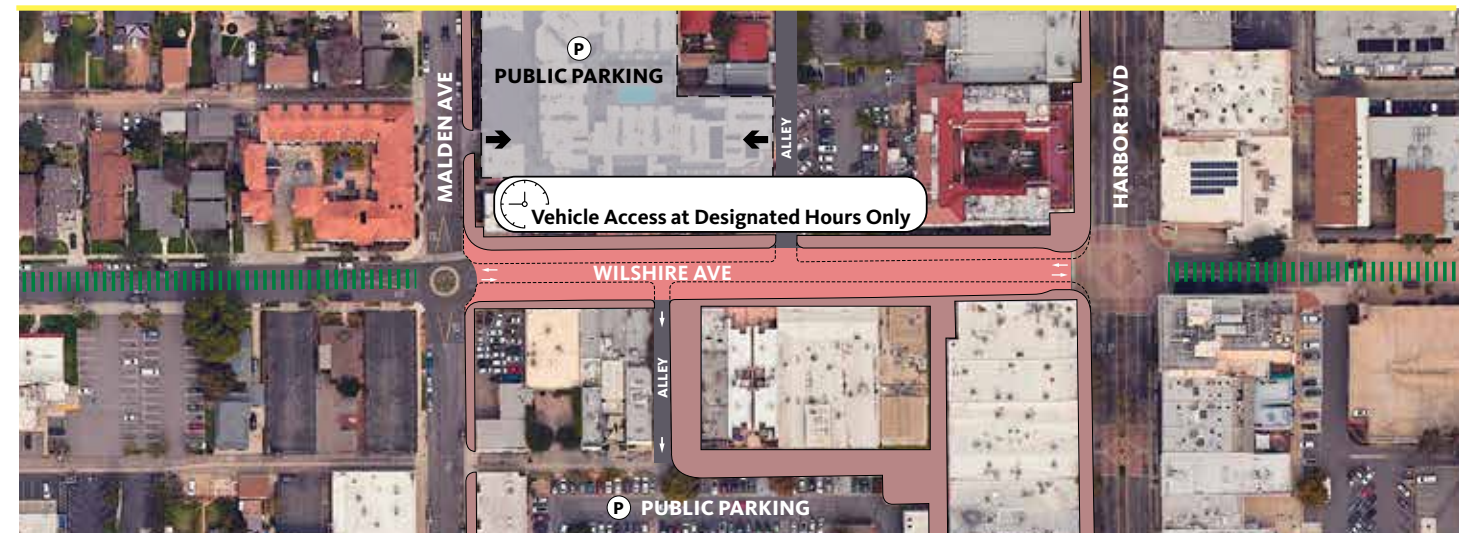 P
PUBLIC PARKING
MALDEN AVE
ALLEY
HARBOR BLVD
Vehicle Access at Designated Hours Only
WILSHIRE AVE
ALLEY
P PUBLIC PARKING